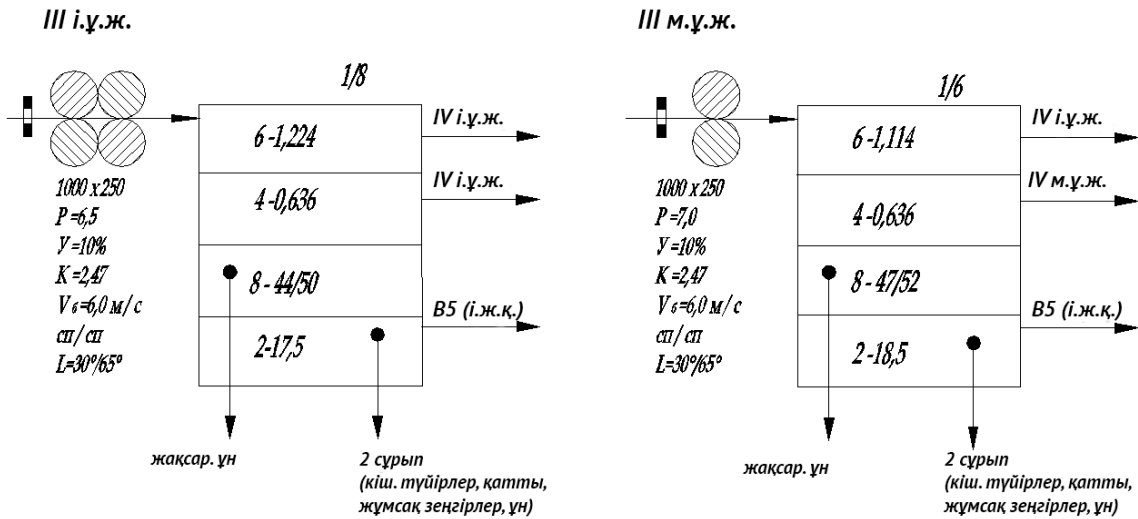 III і.ұ.ж.
1/8
6 -1,224
IV і.ұ.ж.
4 -0,636
IV і.ұ.ж.
8 - 44/50
2-17,5
В5 (і.ж.қ.)
1000 x 250
P =6,5
У =10%
K =2,47
V б =6,0 м/с
сп/сп
L=30°/65°
жақсар. ұн
2 сұрып
(кіш. түйірлер, қатты,
жұмсақ зеңгірлер, ұн)
III м.ұ.ж.
1/6
6 -1,114
IV і.ұ.ж.
4 -0,636
IV м.ұ.ж.
8 - 47/52
2 -18,5
В5 (і.ж.қ.)
1000 x 250
P =7,0
У =10%
K =2,47
V б =6,0 м/с
сп/сп
L=30°/65°
жақсар. ұн
2 сұрып
(кіш. түйірлер, қатты,
жұмсақ зеңгірлер, ұн)